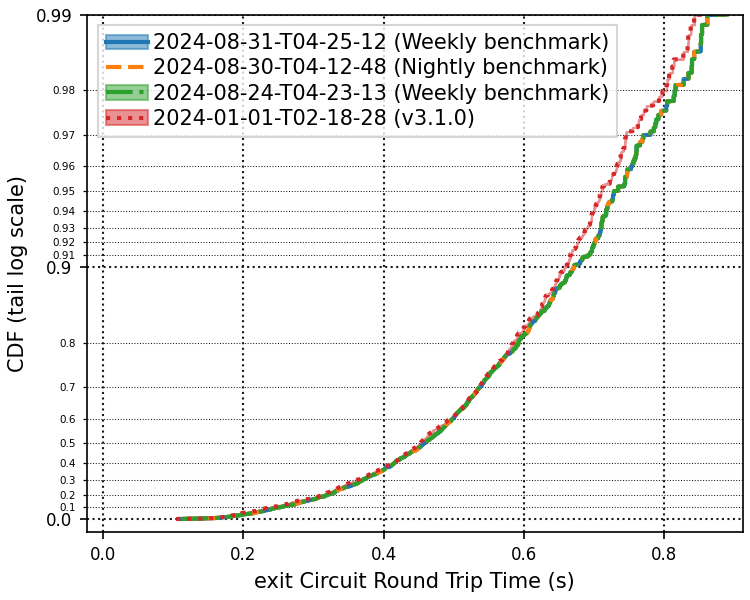 0.99
2024-08-31-T04-25-12 (Weekly benchmark)
2024-08-30-T04-12-48 (Nightly benchmark)
2024-08-24-T04-23-13 (Weekly benchmark)
2024-01-01-T02-18-28 (v3.1.0)
0.98
0.97
0.96
0.95
0.94
0.93
0.92
0.91
0.9
0.8
0.7
0.6
0.5
0.4
0.3
0.2
0.1
0.0
CDF (tail log scale)
0.0 0.2 0.4 0.6 0.8
exit Circuit Round Trip Time (s)